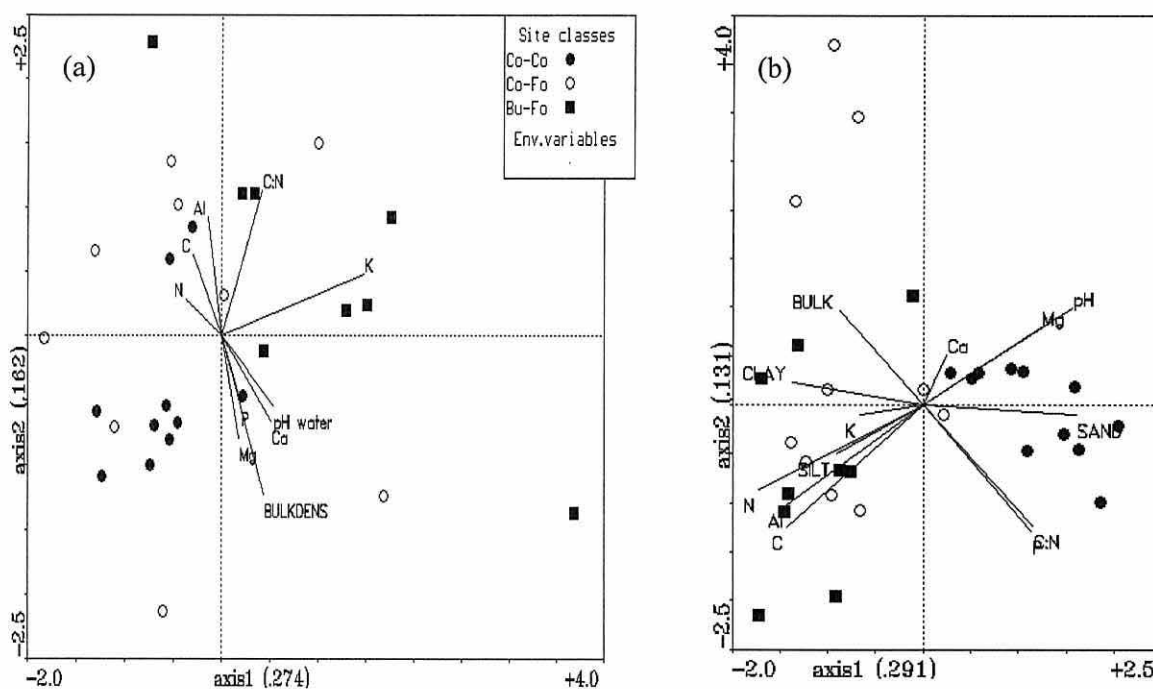 (a)
+2.5
Site classes
Co-Co
Co-Fo
Bu-Fo
Env.variables
C:N
Al
C
K
N
P
pH water
Ca
Mg
BULKDENS
axis2 (.162)
-2.5
-2.0
axis1 (.274)
+4.0
(b)
+4.0
BULK
pH
Mg
Ca
CLAY
K
SAND
SILT
N
Al
C
C:N
P
axis2 (.131)
-2.5
-2.0
axis1 (.291)
+2.5